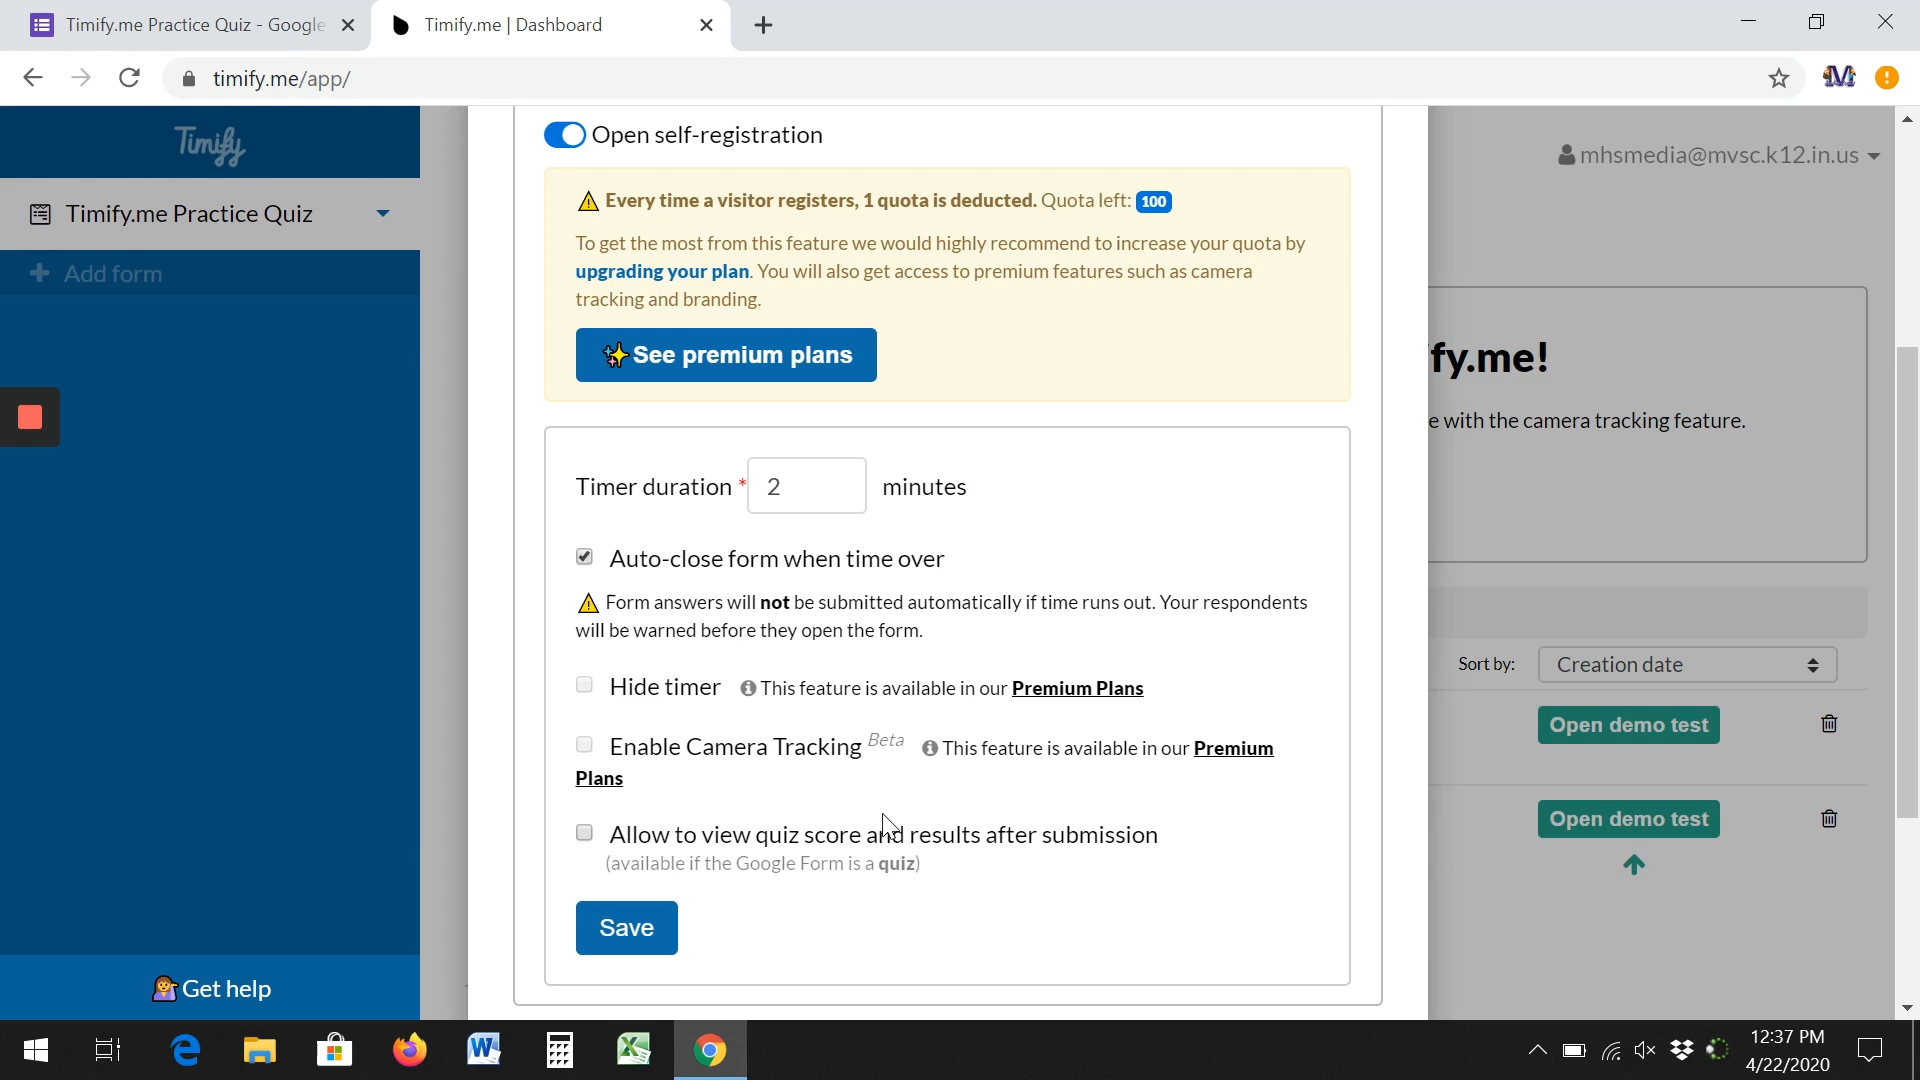 Timify.me Practice Quiz - Google
Timify.me | Dashboard
timify.me/app/
Timify
Timify.me Practice Quiz
Add form
Get help
Open self-registration
Every time a visitor registers, 1 quota is deducted. Quota left: 100
To get the most from this feature we would highly recommend to increase your quota by
upgrading your plan. You will also get access to premium features such as camera
tracking and branding.
See premium plans
Timer duration * 2 minutes
Auto-close form when time over
Form answers will not be submitted automatically if time runs out. Your respondents
will be warned before they open the form.
Hide timer This feature is available in our Premium Plans
Enable Camera Tracking Beta This feature is available in our Premium
Plans
Allow to view quiz score and results after submission
(available if the Google Form is a quiz)
Save
mhsmedia@mvsc.k12.in.us
fy.me!
e with the camera tracking feature.
Sort by: Creation date
Open demo test
Open demo test
12:37 PM
4/22/2020